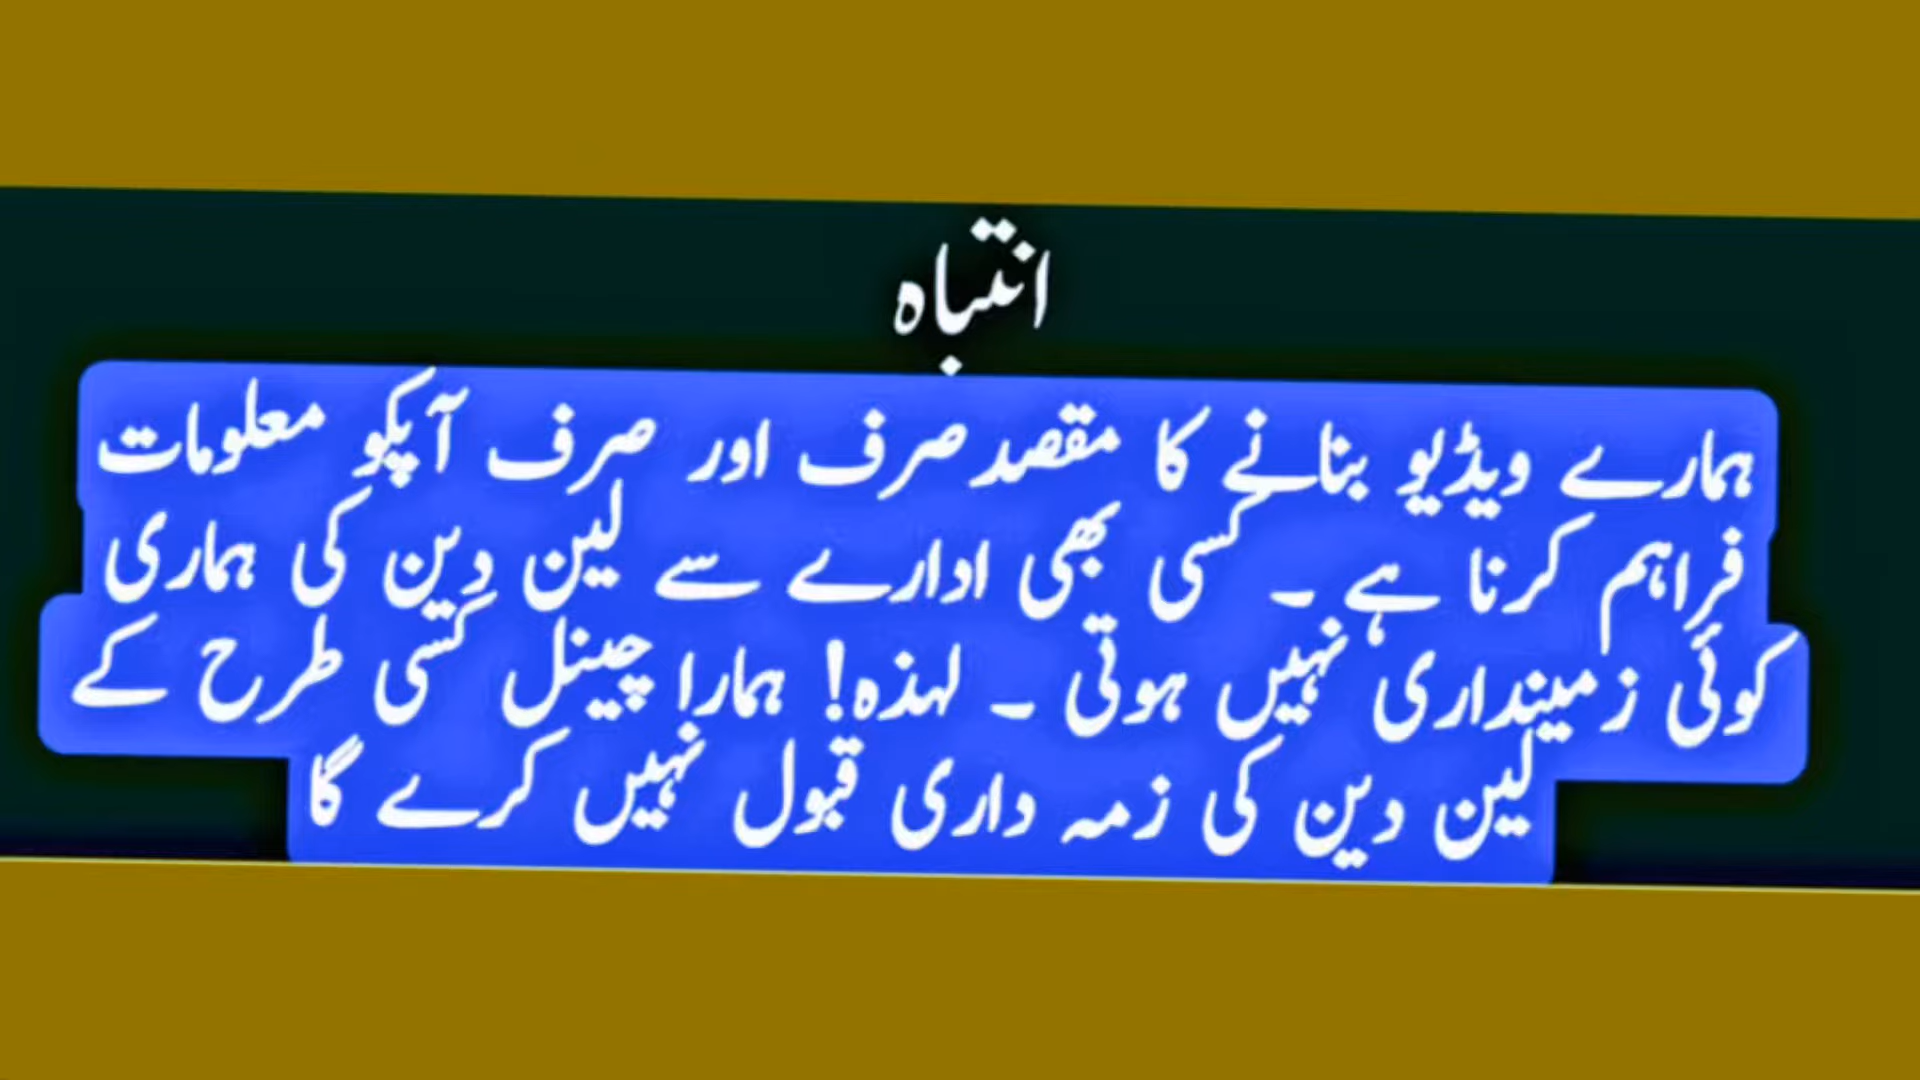 انتباہ
ہمارے ویڈیو بنانے کا مقصد صرف اور صرف آپکو معلومات
فراہم کرنا ہے ۔ کسی بھی ادارے سے لین دین کی ہماری
کوئی زمینداری نہیں ہوتی ۔ لہذہ! ہمارا چینل کسی طرح کے
لین دین کی زمہ داری قبول نہیں کرے گا